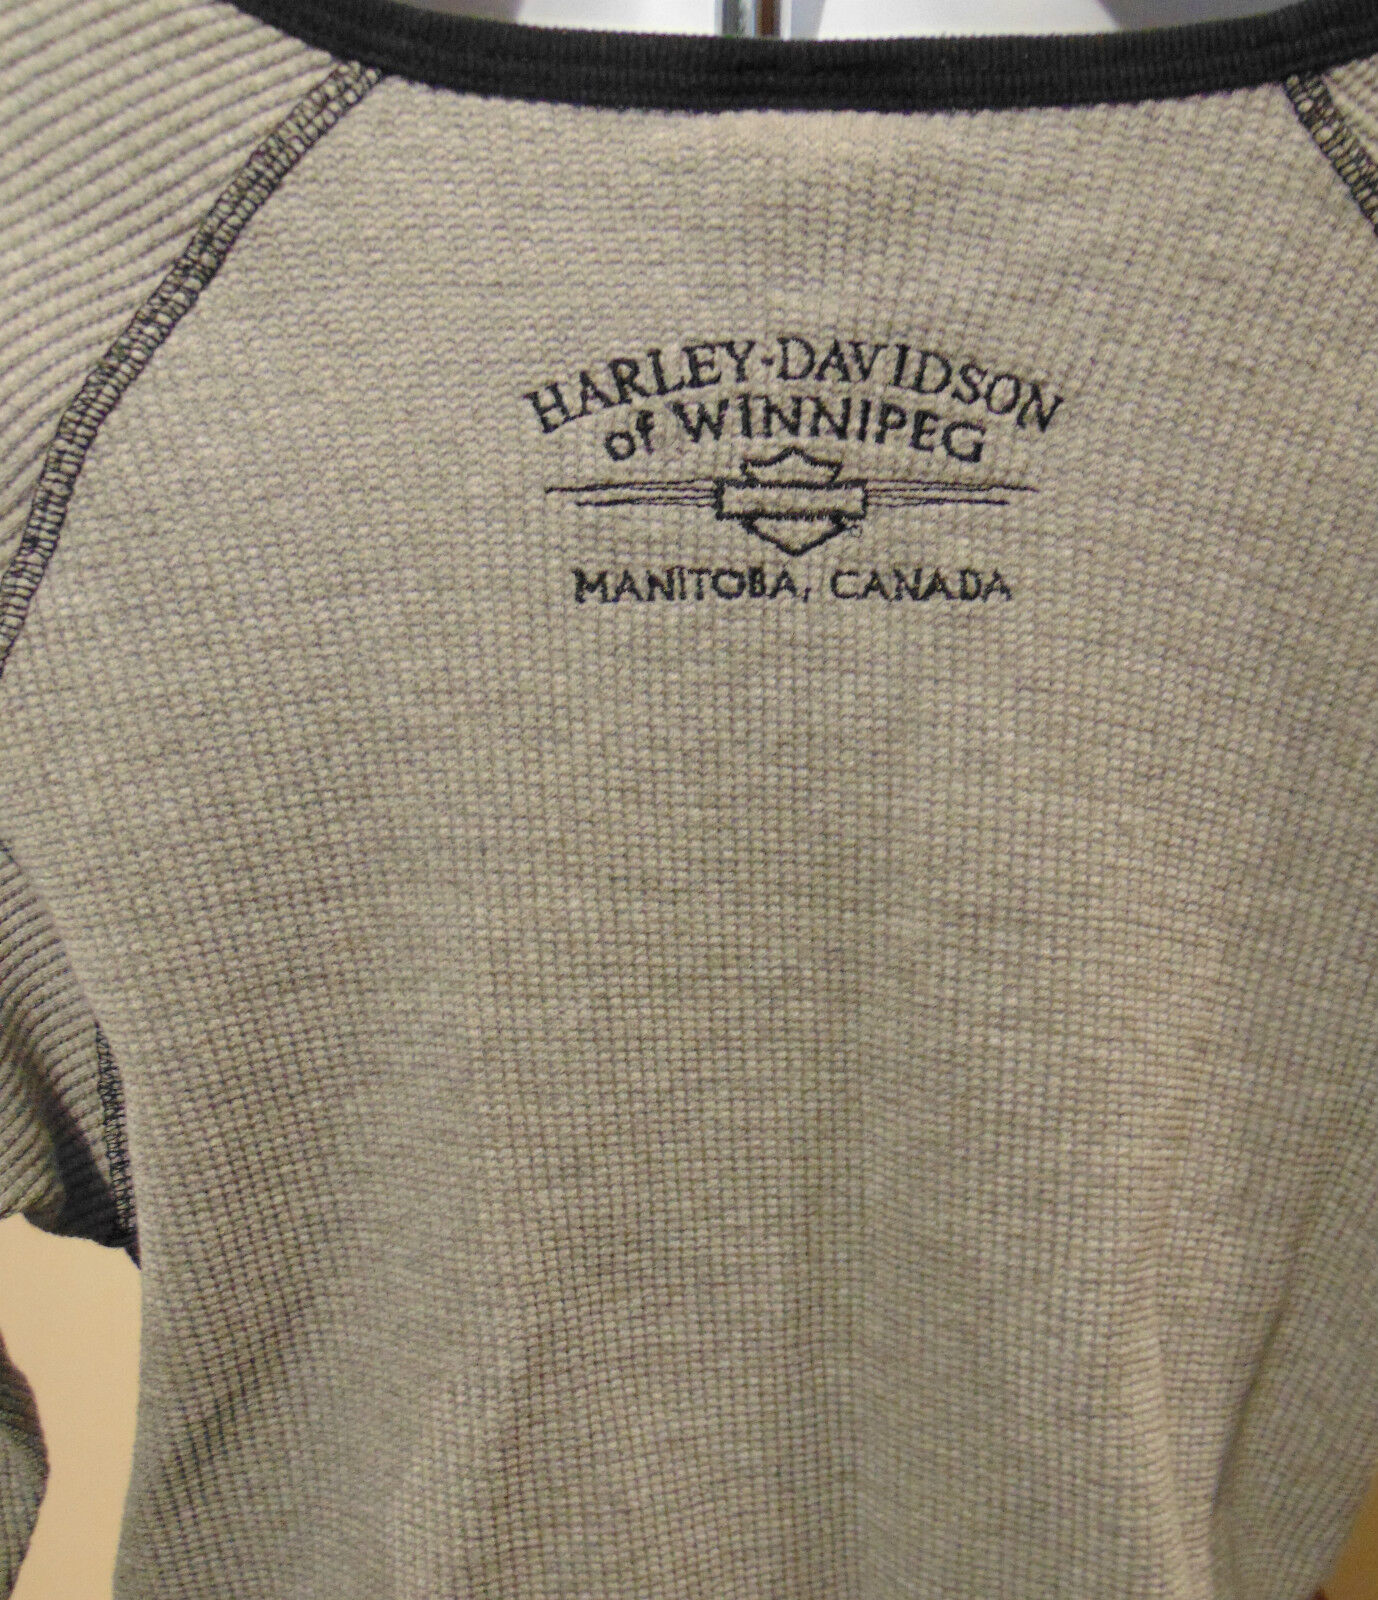 HARLEY-DAVIDSON
of WINNIPEG
MANITOBA, CANADA